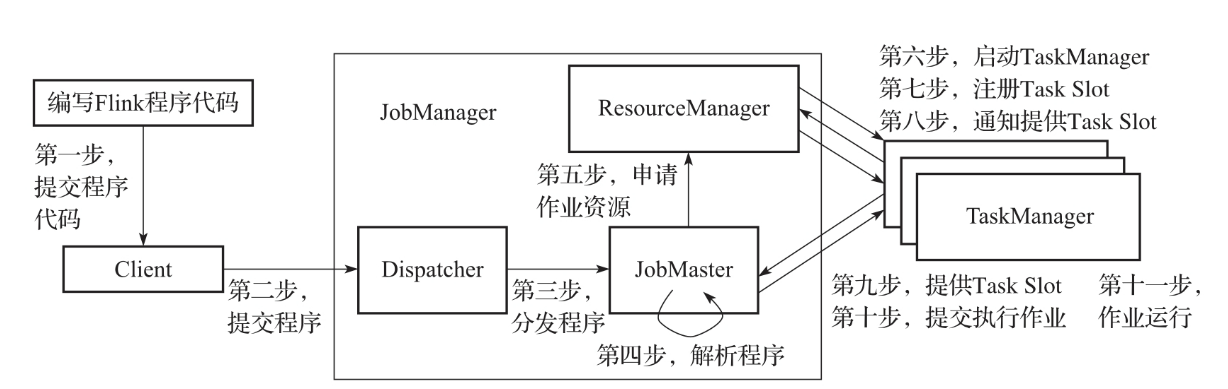 编写Flink程序代码
第一步，
提交程序
代码
Client
第二步，
提交程序
JobManager
Dispatcher
第三步，
分发程序
JobMaster
第四步，解析程序
第五步，申请
作业资源
ResourceManager
第六步，启动TaskManager
第七步，注册Task Slot
第八步，通知提供Task Slot
TaskManager
第九步，提供Task Slot
第十步，提交执行作业
第十一步，
作业运行